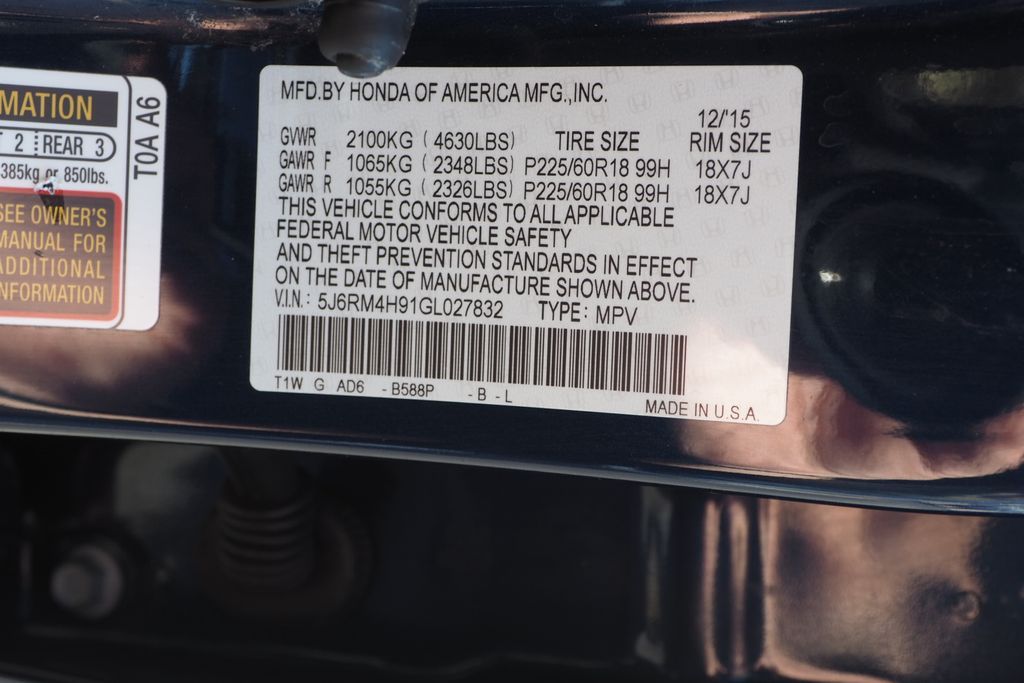 MATION
T 2 REAR 3
385kg or 850lbs.
SEE OWNER'S
MANUAL FOR
ADDITIONAL
INFORMATION
T0A A6
MFD.BY HONDA OF AMERICA MFG.,INC.
12/'15
GVWR 2100KG ( 4630LBS) TIRE SIZE RIM SIZE
GAWR F 1065KG ( 2348LBS) P225/60R18 99H 18X7J
GAWR R 1055KG ( 2326LBS) P225/60R18 99H 18X7J
THIS VEHICLE CONFORMS TO ALL APPLICABLE
FEDERAL MOTOR VEHICLE SAFETY
AND THEFT PREVENTION STANDARDS IN EFFECT
ON THE DATE OF MANUFACTURE SHOWN ABOVE.
V.I.N.: 5J6RM4H91GL027832 TYPE: MPV
T1W G AD6 -B588P -B -L
MADE IN U.S.A.